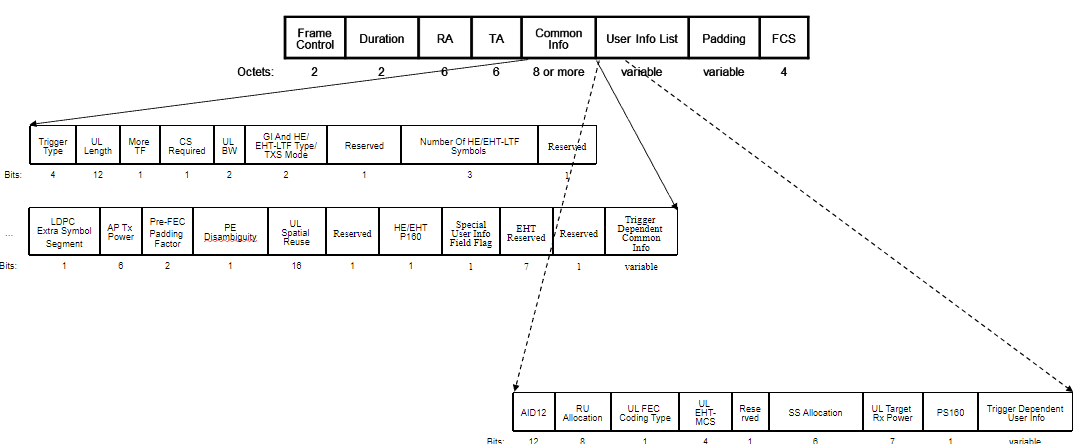 Frame Control Duration RA TA Common Info User Info List Padding FCS
Octets: 2 2 6 6 8 or more variable variable 4
Trigger Type UL Length More TF CS Required UL BW GI And HE/ EHT-LTF Type/ TXS Mode Reserved Number Of HE/EHT-LTF Symbols Reserved
Bits: 4 12 1 1 2 2 1 3 1
... LDPC Extra Symbol Segment AP Tx Power Pre-FEC Padding Factor PE Disambiguity UL Spatial Reuse Reserved HE/EHT P160 Special User Info Field Flag EHT Reserved Reserved Trigger Dependent Common Info
Bits: 1 6 2 1 16 1 1 1 7 1 variable
AID12 RU Allocation UL FEC Coding Type UL EHT- MCS Rese rved SS Allocation UL Target Rx Power PS160 Trigger Dependent User Info
Bits: 12 8 1 4 1 6 7 1 variable